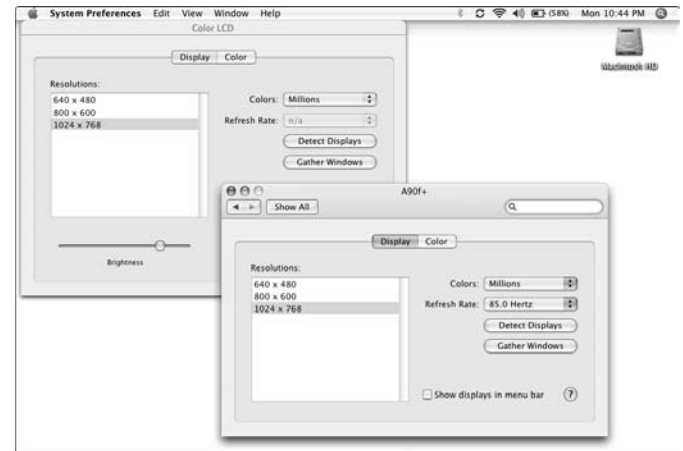 System Preferences Edit View Window Help (58%) Mon 10:44 PM
Color LCD
Display Color
Macintosh HD
Resolutions:
640 x 480
800 x 600
1024 x 768
Colors: Millions
Refresh Rate: n/a
Detect Displays
Gather Windows
Brightness
A90f+
Show All
Display Color
Resolutions:
640 x 480
800 x 600
1024 x 768
Colors: Millions
Refresh Rate: 85.0 Hertz
Detect Displays
Gather Windows
Show displays in menu bar ?